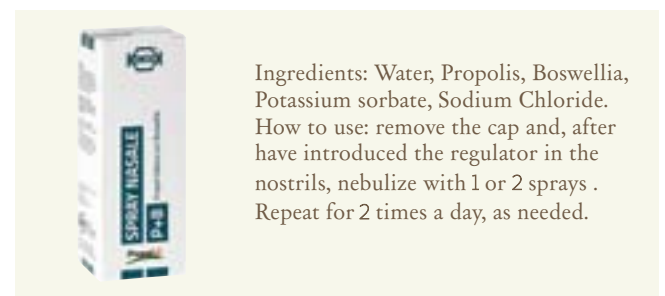 SPRAY NASALE
P+B
Ingredients: Water, Propolis, Boswellia,
Potassium sorbate, Sodium Chloride.
How to use: remove the cap and, after
have introduced the regulator in the
nostrils, nebulize with 1 or 2 sprays .
Repeat for 2 times a day, as needed.